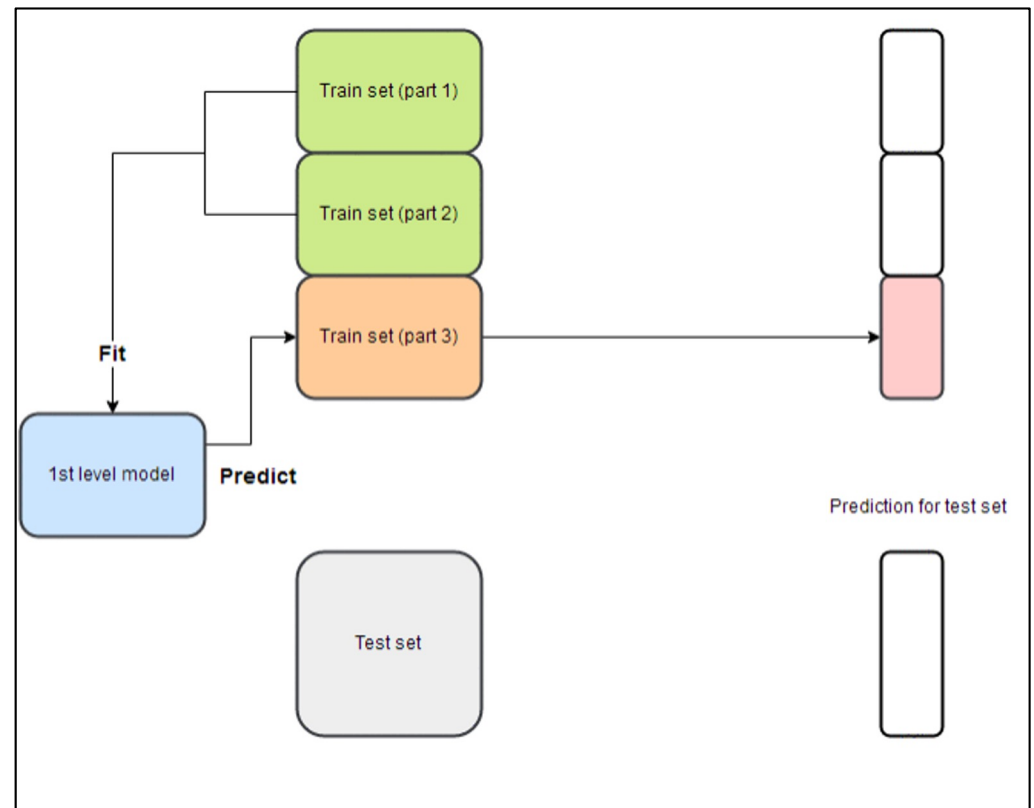 Train set (part 1)
Train set (part 2)
Train set (part 3)
Fit
1st level model
Predict
Prediction for test set
Test set